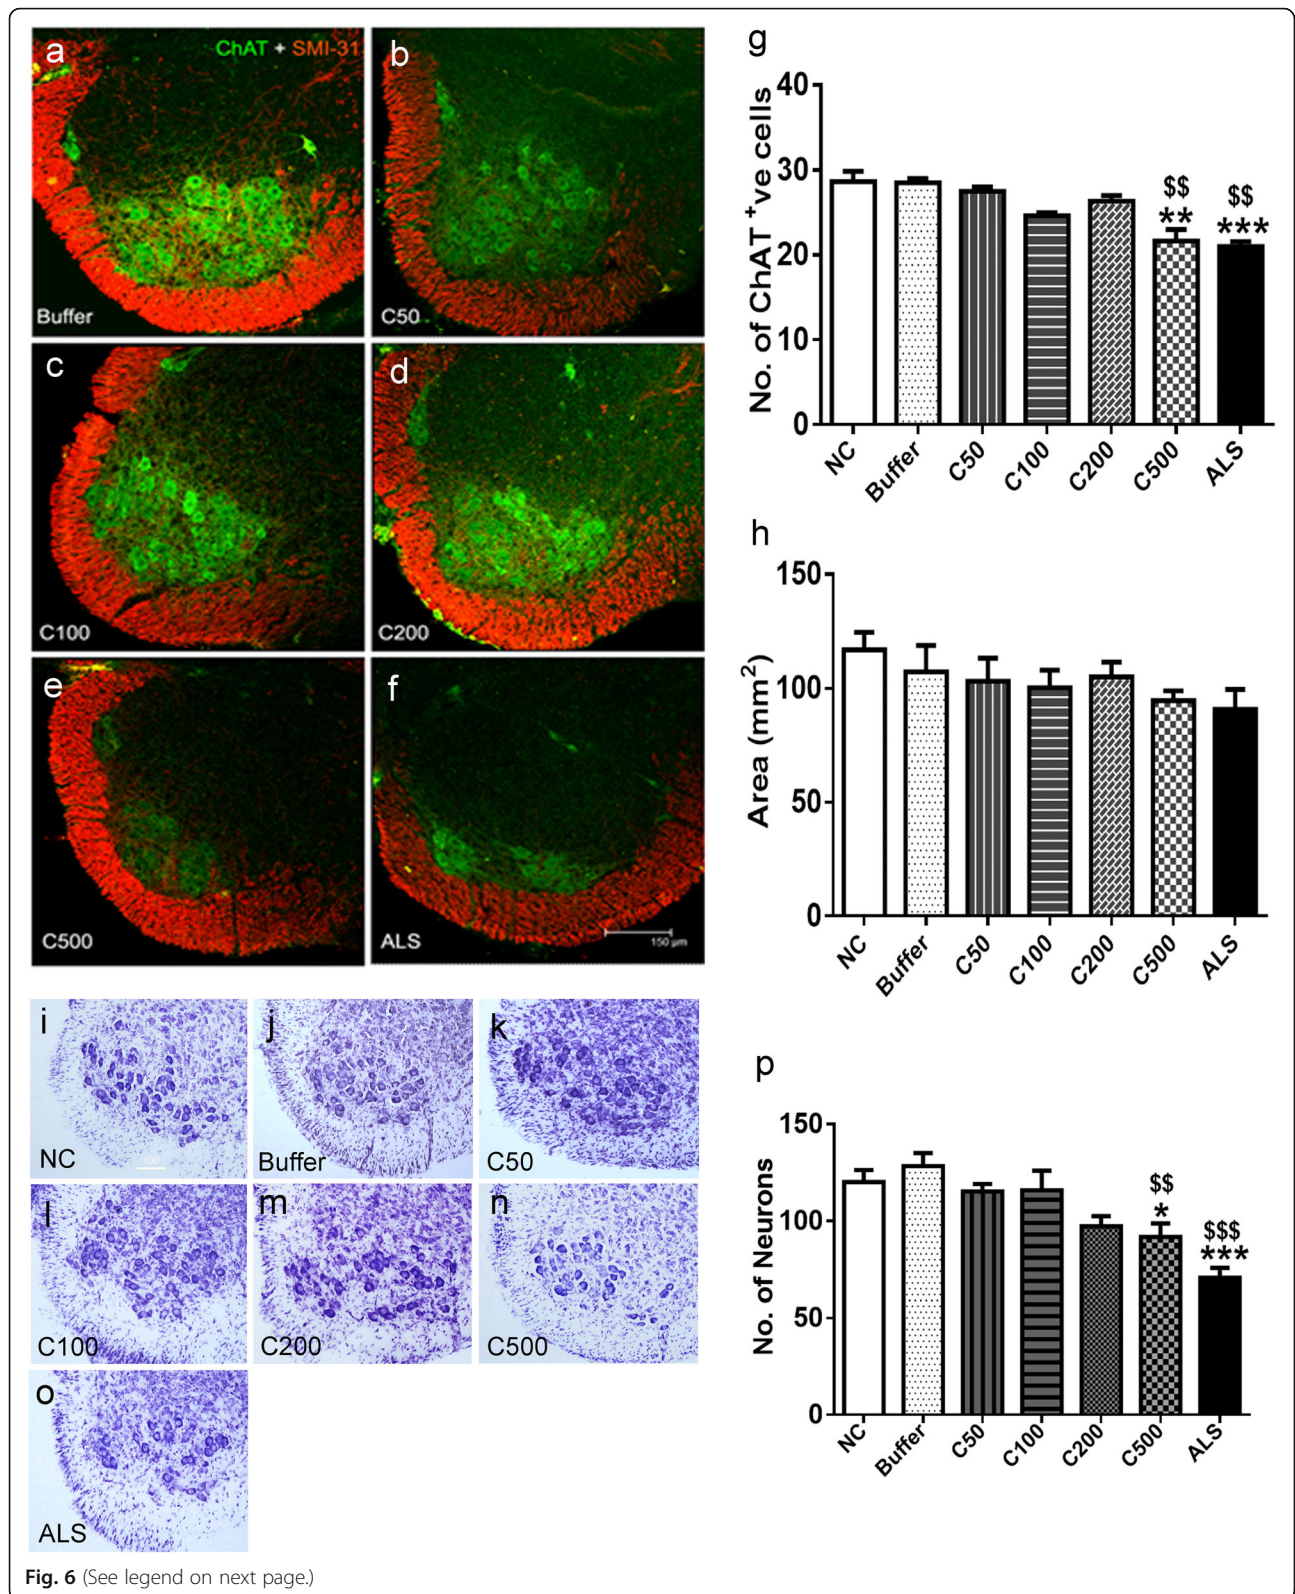 a
ChAT + SMI-31
Buffer
b
C50
c
C100
d
C200
e
C500
f
ALS
150 µm
g
No. of ChAT +ve cells
40
30
20
10
0
$$
**
$$
***
NC
Buffer
C50
C100
C200
C500
ALS
h
Area (mm2)
150
100
50
0
NC
Buffer
C50
C100
C200
C500
ALS
i
NC
100
j
Buffer
k
C50
l
C100
m
C200
n
C500
o
ALS
p
No. of Neurons
150
100
50
0
$$
*
$$$
***
NC
Buffer
C50
C100
C200
C500
ALS
Fig. 6 (See legend on next page.)